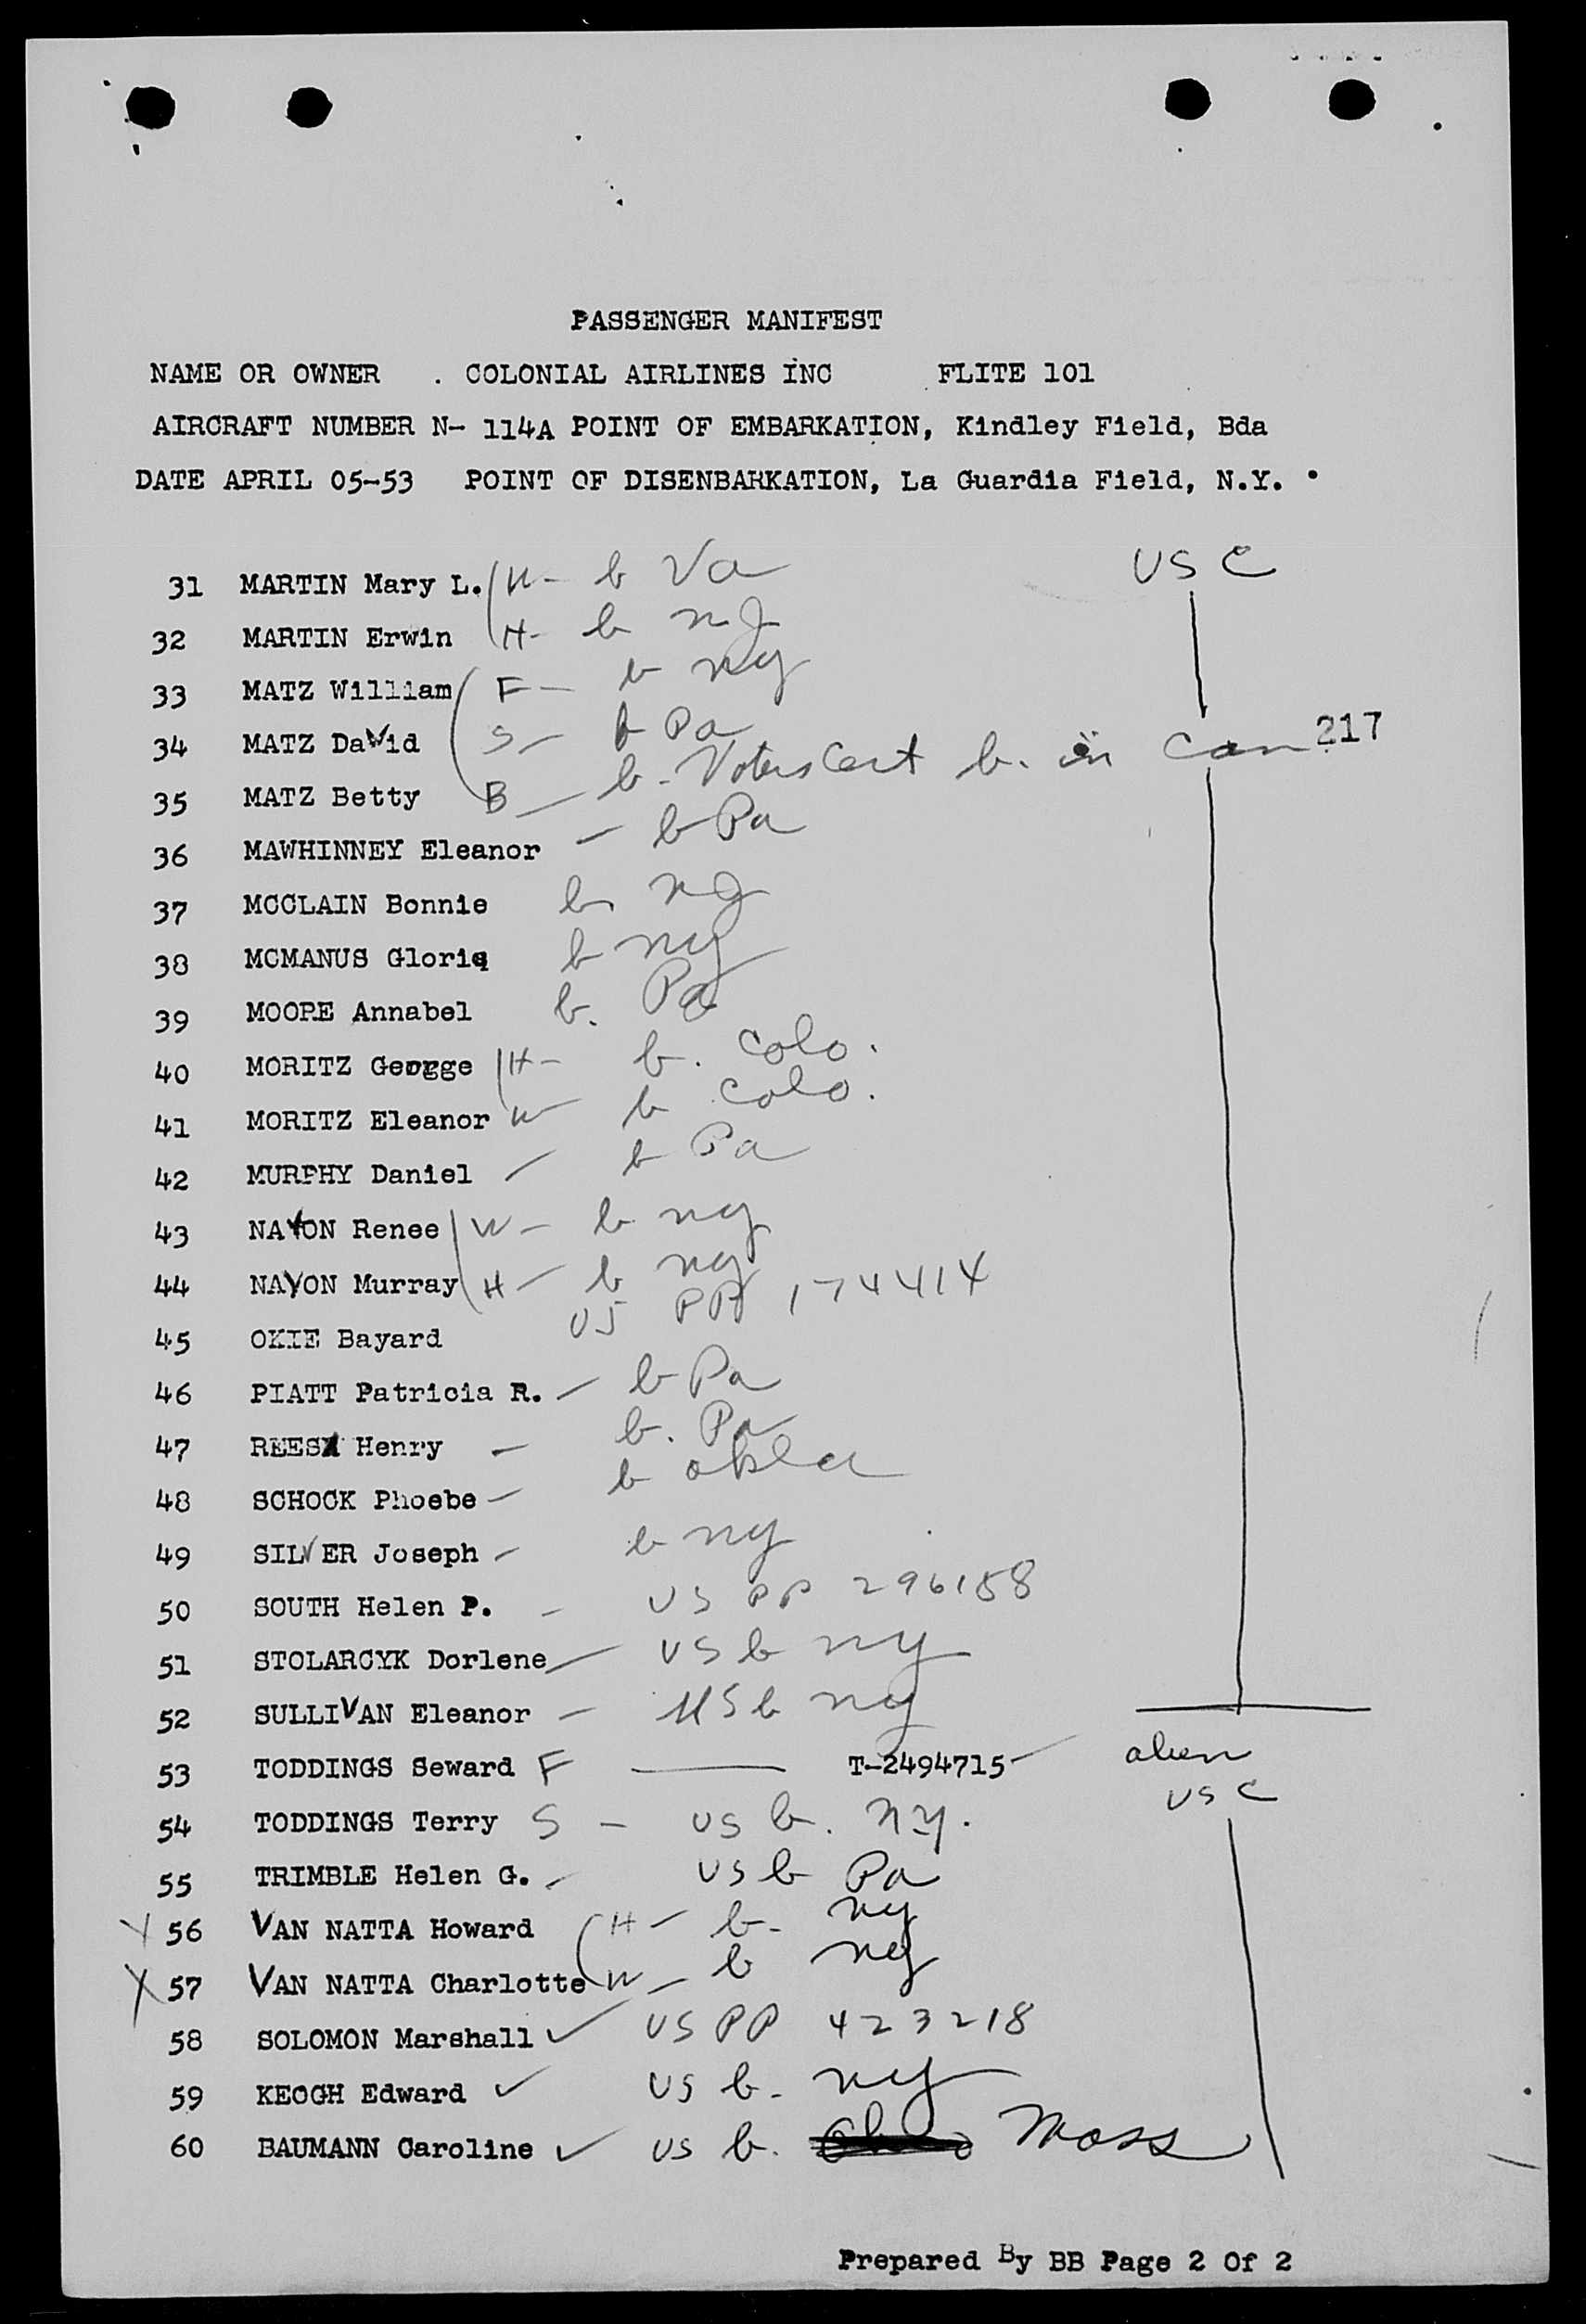 PASSENGER MANIFEST
NAME OR OWNER . COLONIAL AIRLINES INC FLITE 101
AIRCRAFT NUMBER N- 114A POINT OF EMBARKATION, Kindley Field, Bda
DATE APRIL 05-53 POINT OF DISENBARKATION, La Guardia Field, N.Y.
31 MARTIN Mary L. W - b Va USC
32 MARTIN Erwin H - b NJ
33 MATZ William F - b NY
34 MATZ David S - b Pa 217
35 MATZ Betty B - b - Voters Cert b. in Can
36 MAWHINNEY Eleanor - b Pa
37 MCCLAIN Bonnie b NJ
38 MCMANUS Gloria b NY
39 MOORE Annabel b. Pa
40 MORITZ George H - b. Colo.
41 MORITZ Eleanor W b Colo.
42 MURPHY Daniel - b Pa
43 NAYON Renee W - b NY
44 NAYON Murray H - b NY
45 OKIE Bayard US PP 174414
46 PIATT Patricia R. - b Pa
47 REES Henry - b. Pa
48 SCHOCK Phoebe - b Okla
49 SILVER Joseph - b NY
50 SOUTH Helen P. - US PP 296158
51 STOLARCYK Dorlene - US b NY
52 SULLIVAN Eleanor - US b NY
53 TODDINGS Seward F - T-2494715 - alien
54 TODDINGS Terry S - US b. NY. USC
55 TRIMBLE Helen G. - US b Pa
X 56 VAN NATTA Howard H - b - NY
X 57 VAN NATTA Charlotte W - b NY
58 SOLOMON Marshall ✓ US PP 423218
59 KEOGH Edward ✓ US b - NY
60 BAUMANN Caroline ✓ US b. Mass
Prepared By BB Page 2 Of 2